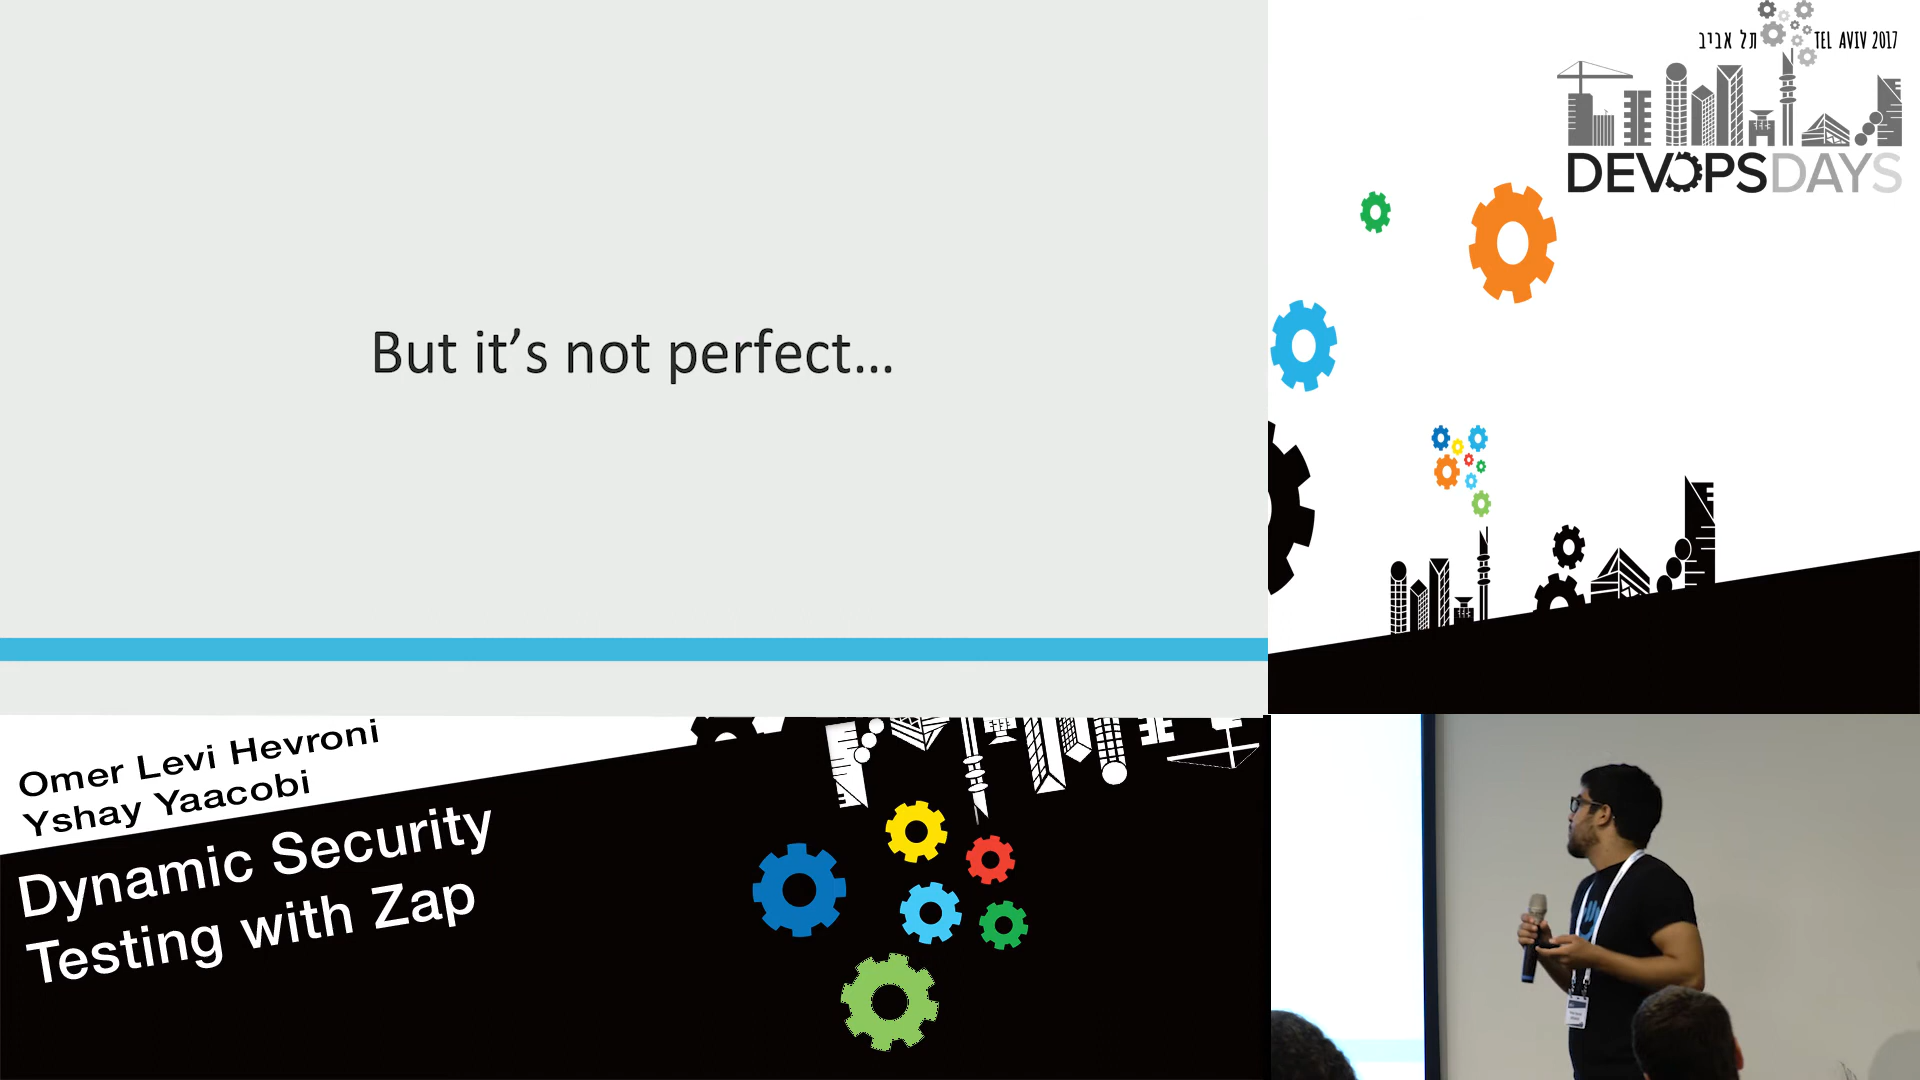 But it’s not perfect...
תל אביב TEL AVIV 2017
DEVOPSDAYS
Omer Levi Hevroni
Yshay Yaacobi
Dynamic Security
Testing with Zap